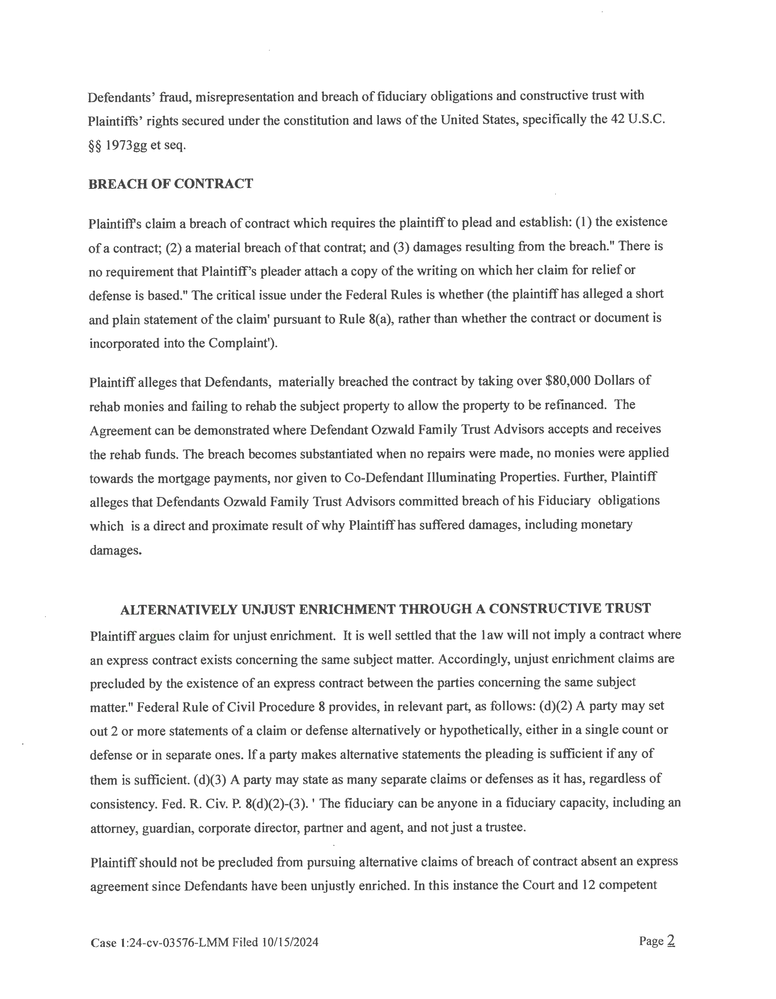 Defendants’ fraud, misrepresentation and breach of fiduciary obligations and constructive trust with
Plaintiffs’ rights secured under the constitution and laws of the United States, specifically the 42 U.S.C.
§§ 1973gg et seq.
BREACH OF CONTRACT
Plaintiff's claim a breach of contract which requires the plaintiff to plead and establish: (1) the existence
of a contract; (2) a material breach of that contrat; and (3) damages resulting from the breach." There is
no requirement that Plaintiff’s pleader attach a copy of the writing on which her claim for relief or
defense is based." The critical issue under the Federal Rules is whether (the plaintiff has alleged a short
and plain statement of the claim' pursuant to Rule 8(a), rather than whether the contract or document is
incorporated into the Complaint').
Plaintiff alleges that Defendants, materially breached the contract by taking over $80,000 Dollars of
rehab monies and failing to rehab the subject property to allow the property to be refinanced. The
Agreement can be demonstrated where Defendant Ozwald Family Trust Advisors accepts and receives
the rehab funds. The breach becomes substantiated when no repairs were made, no monies were applied
towards the mortgage payments, nor given to Co-Defendant Illuminating Properties. Further, Plaintiff
alleges that Defendants Ozwald Family Trust Advisors committed breach of his Fiduciary obligations
which is a direct and proximate result of why Plaintiff has suffered damages, including monetary
damages.
ALTERNATIVELY UNJUST ENRICHMENT THROUGH A CONSTRUCTIVE TRUST
Plaintiff argues claim for unjust enrichment. It is well settled that the law will not imply a contract where
an express contract exists concerning the same subject matter. Accordingly, unjust enrichment claims are
precluded by the existence of an express contract between the parties concerning the same subject
matter." Federal Rule of Civil Procedure 8 provides, in relevant part, as follows: (d)(2) A party may set
out 2 or more statements of a claim or defense alternatively or hypothetically, either in a single count or
defense or in separate ones. If a party makes alternative statements the pleading is sufficient if any of
them is sufficient. (d)(3) A party may state as many separate claims or defenses as it has, regardless of
consistency. Fed. R. Civ. P. 8(d)(2)-(3). ' The fiduciary can be anyone in a fiduciary capacity, including an
attorney, guardian, corporate director, partner and agent, and not just a trustee.
Plaintiff should not be precluded from pursuing alternative claims of breach of contract absent an express
agreement since Defendants have been unjustly enriched. In this instance the Court and 12 competent
Case 1:24-cv-03576-LMM Filed 10/15/2024 Page 2